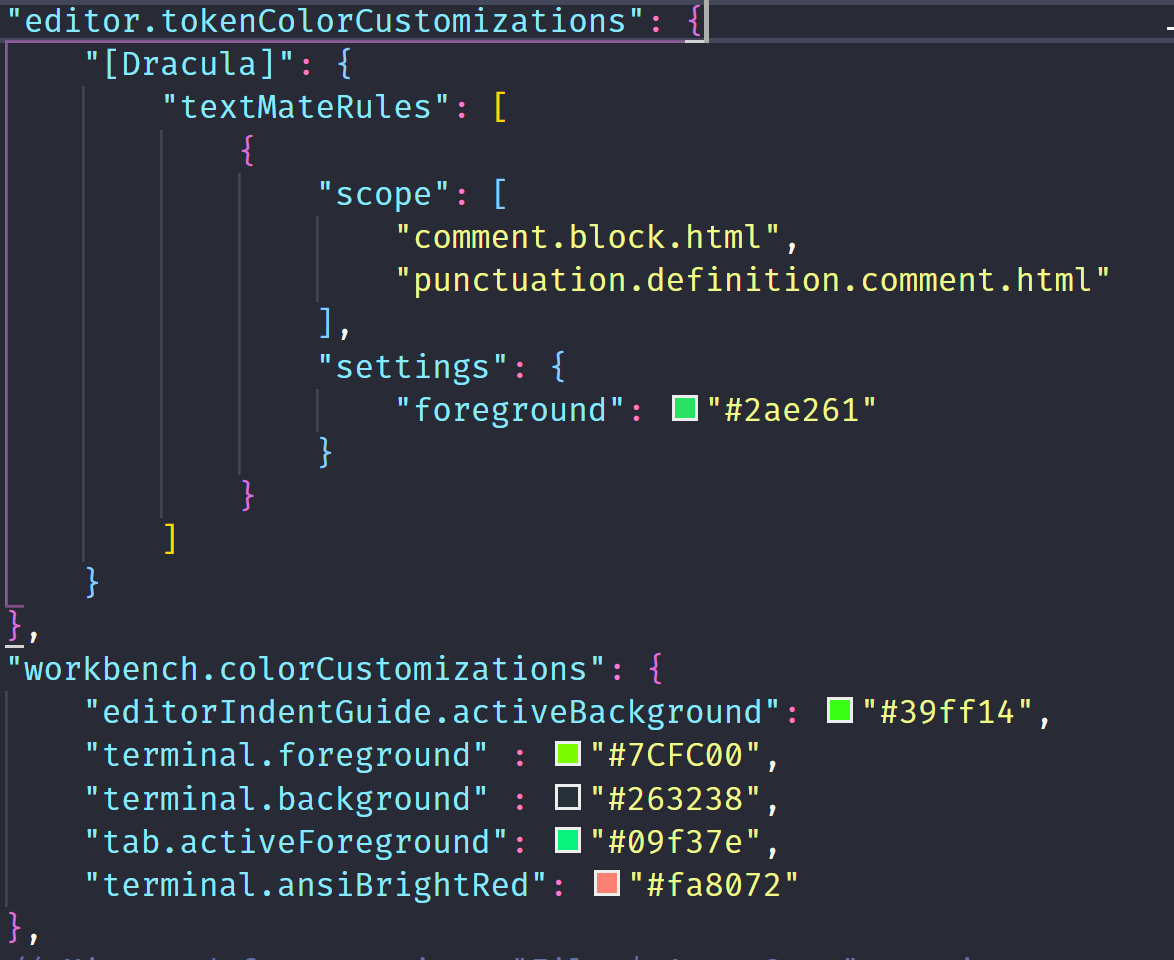 "editor.tokenColorCustomizations": {
    "[Dracula]": {
        "textMateRules": [
            {
                "scope": [
                    "comment.block.html",
                    "punctuation.definition.comment.html"
                ],
                "settings": {
                    "foreground": "#2ae261"
                }
            }
        ]
    }
},
"workbench.colorCustomizations": {
    "editorIndentGuide.activeBackground": "#39ff14",
    "terminal.foreground" : "#7CFC00",
    "terminal.background" : "#263238",
    "tab.activeForeground": "#09f37e",
    "terminal.ansiBrightRed": "#fa8072"
},